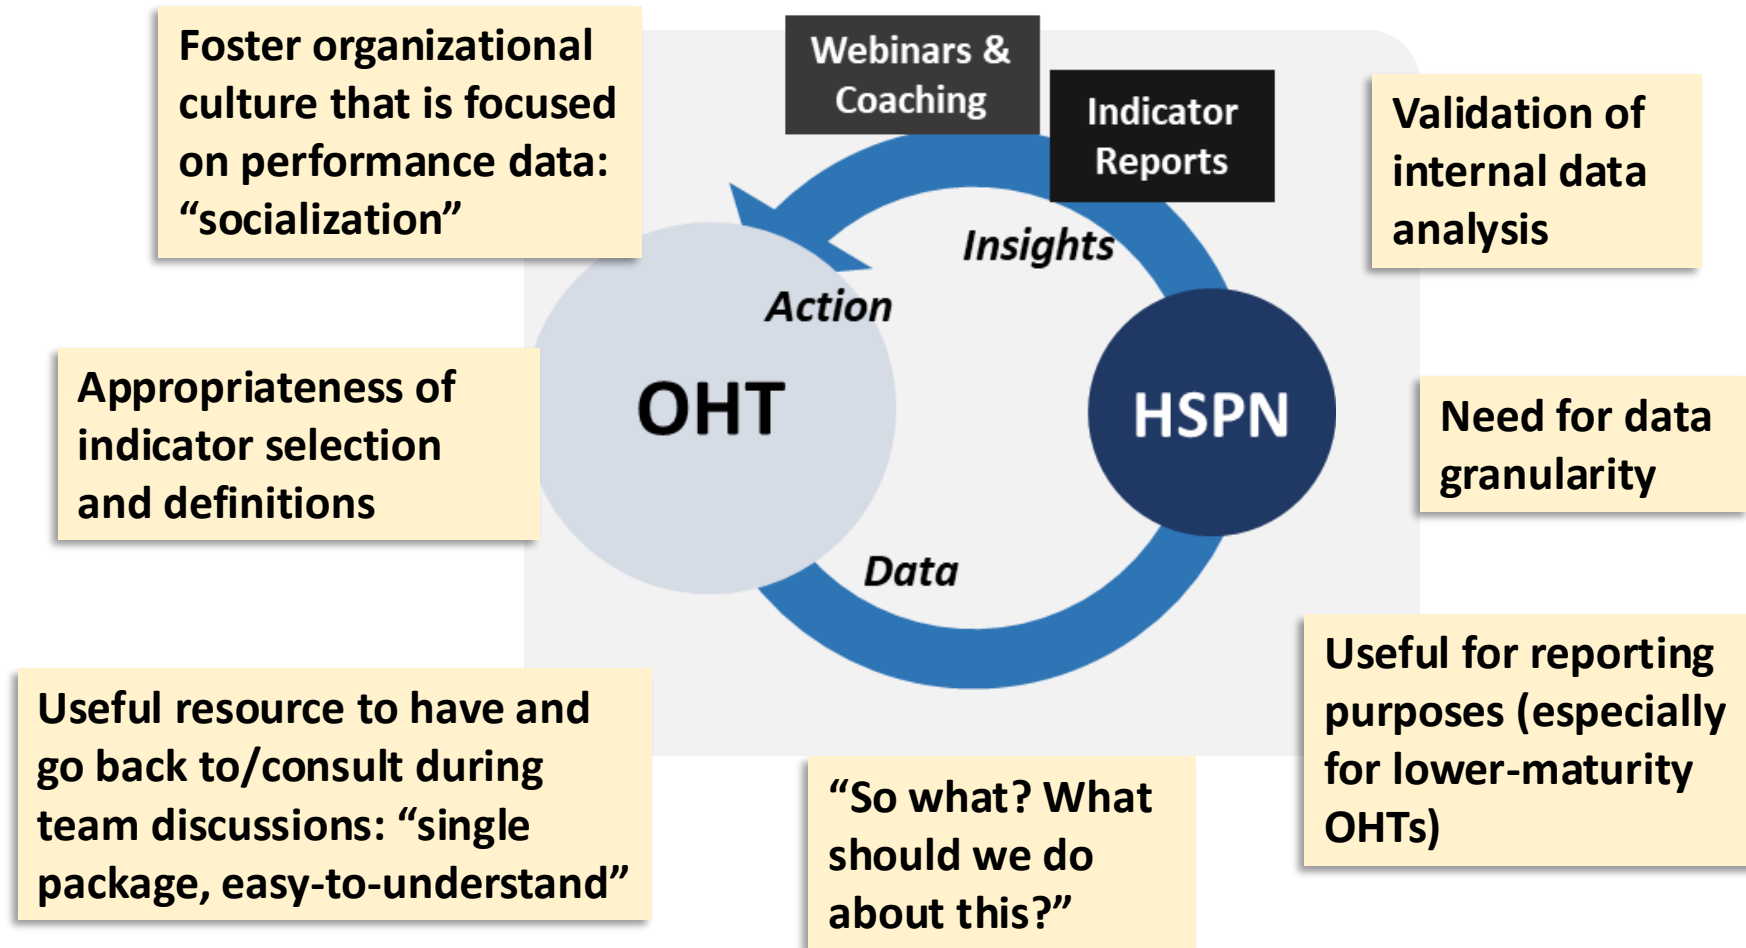 Foster organizational
culture that is focused
on performance data:
“socialization”
Webinars &
Coaching
Indicator
Reports
Validation of
internal data
analysis
Insights
Action
OHT
HSPN
Appropriateness of
indicator selection
and definitions
Need for data
granularity
Data
Useful resource to have and
go back to/consult during
team discussions: “single
package, easy-to-understand”
“So what? What
should we do
about this?”
Useful for reporting
purposes (especially
for lower-maturity
OHTs)